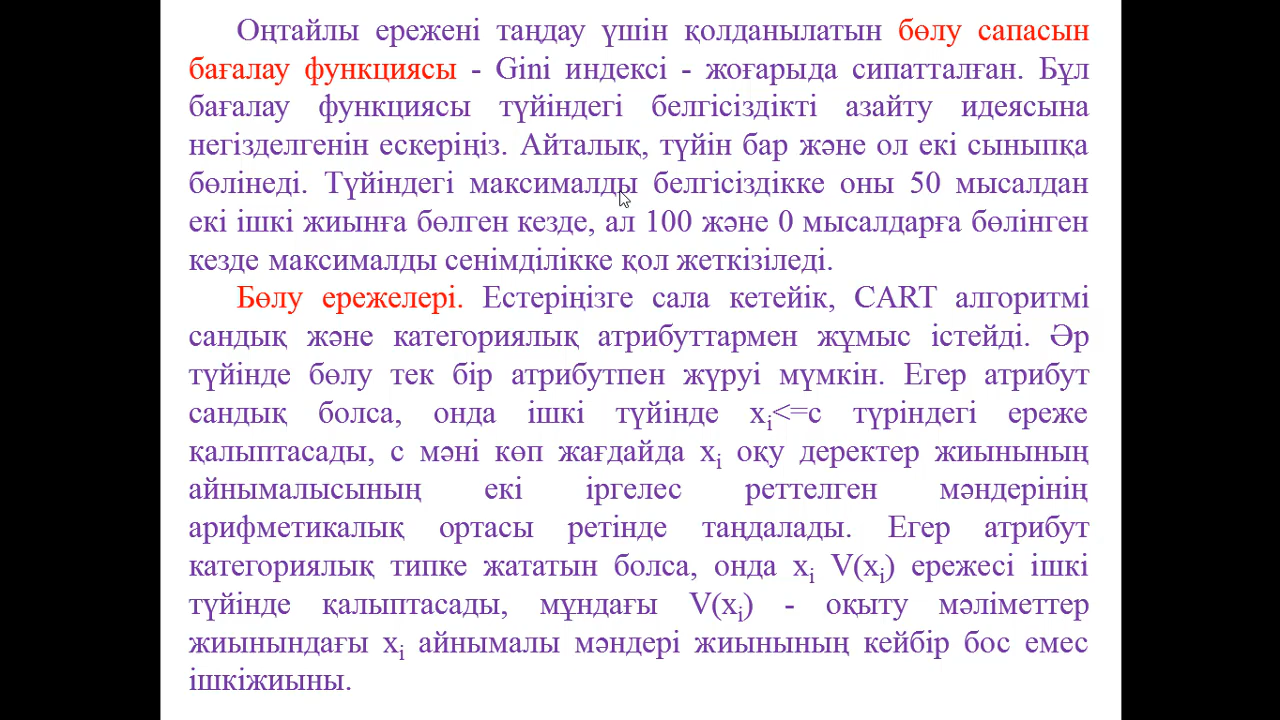 Оңтайлы ережені таңдау үшін қолданылатын бөлу сапасын
бағалау функциясы - Gini индексі - жоғарыда сипатталған. Бұл
бағалау функциясы түйіндегі белгісіздікті азайту идеясына
негізделгенін ескеріңіз. Айталық, түйін бар және ол екі сыныпқа
бөлінеді. Түйіндегі максималды белгісіздікке оны 50 мысалдан
екі ішкі жиынға бөлген кезде, ал 100 және 0 мысалдарға бөлінген
кезде максималды сенімділікке қол жеткізіледі.
Бөлу ережелері. Естеріңізге сала кетейік, CART алгоритмі
сандық және категориялық атрибуттармен жұмыс істейді. Әр
түйінде бөлу тек бір атрибутпен жүруі мүмкін. Егер атрибут
сандық болса, онда ішкі түйінде xi<=c түріндегі ереже
қалыптасады, с мәні көп жағдайда xi оқу деректер жиынының
айнымалысының екі іргелес реттелген мәндерінің
арифметикалық ортасы ретінде таңдалады. Егер атрибут
категориялық типке жататын болса, онда xi V(xi) ережесі ішкі
түйінде қалыптасады, мұндағы V(xi) - оқыту мәліметтер
жиынындағы xi айнымалы мәндері жиынының кейбір бос емес
ішкіжиыны.